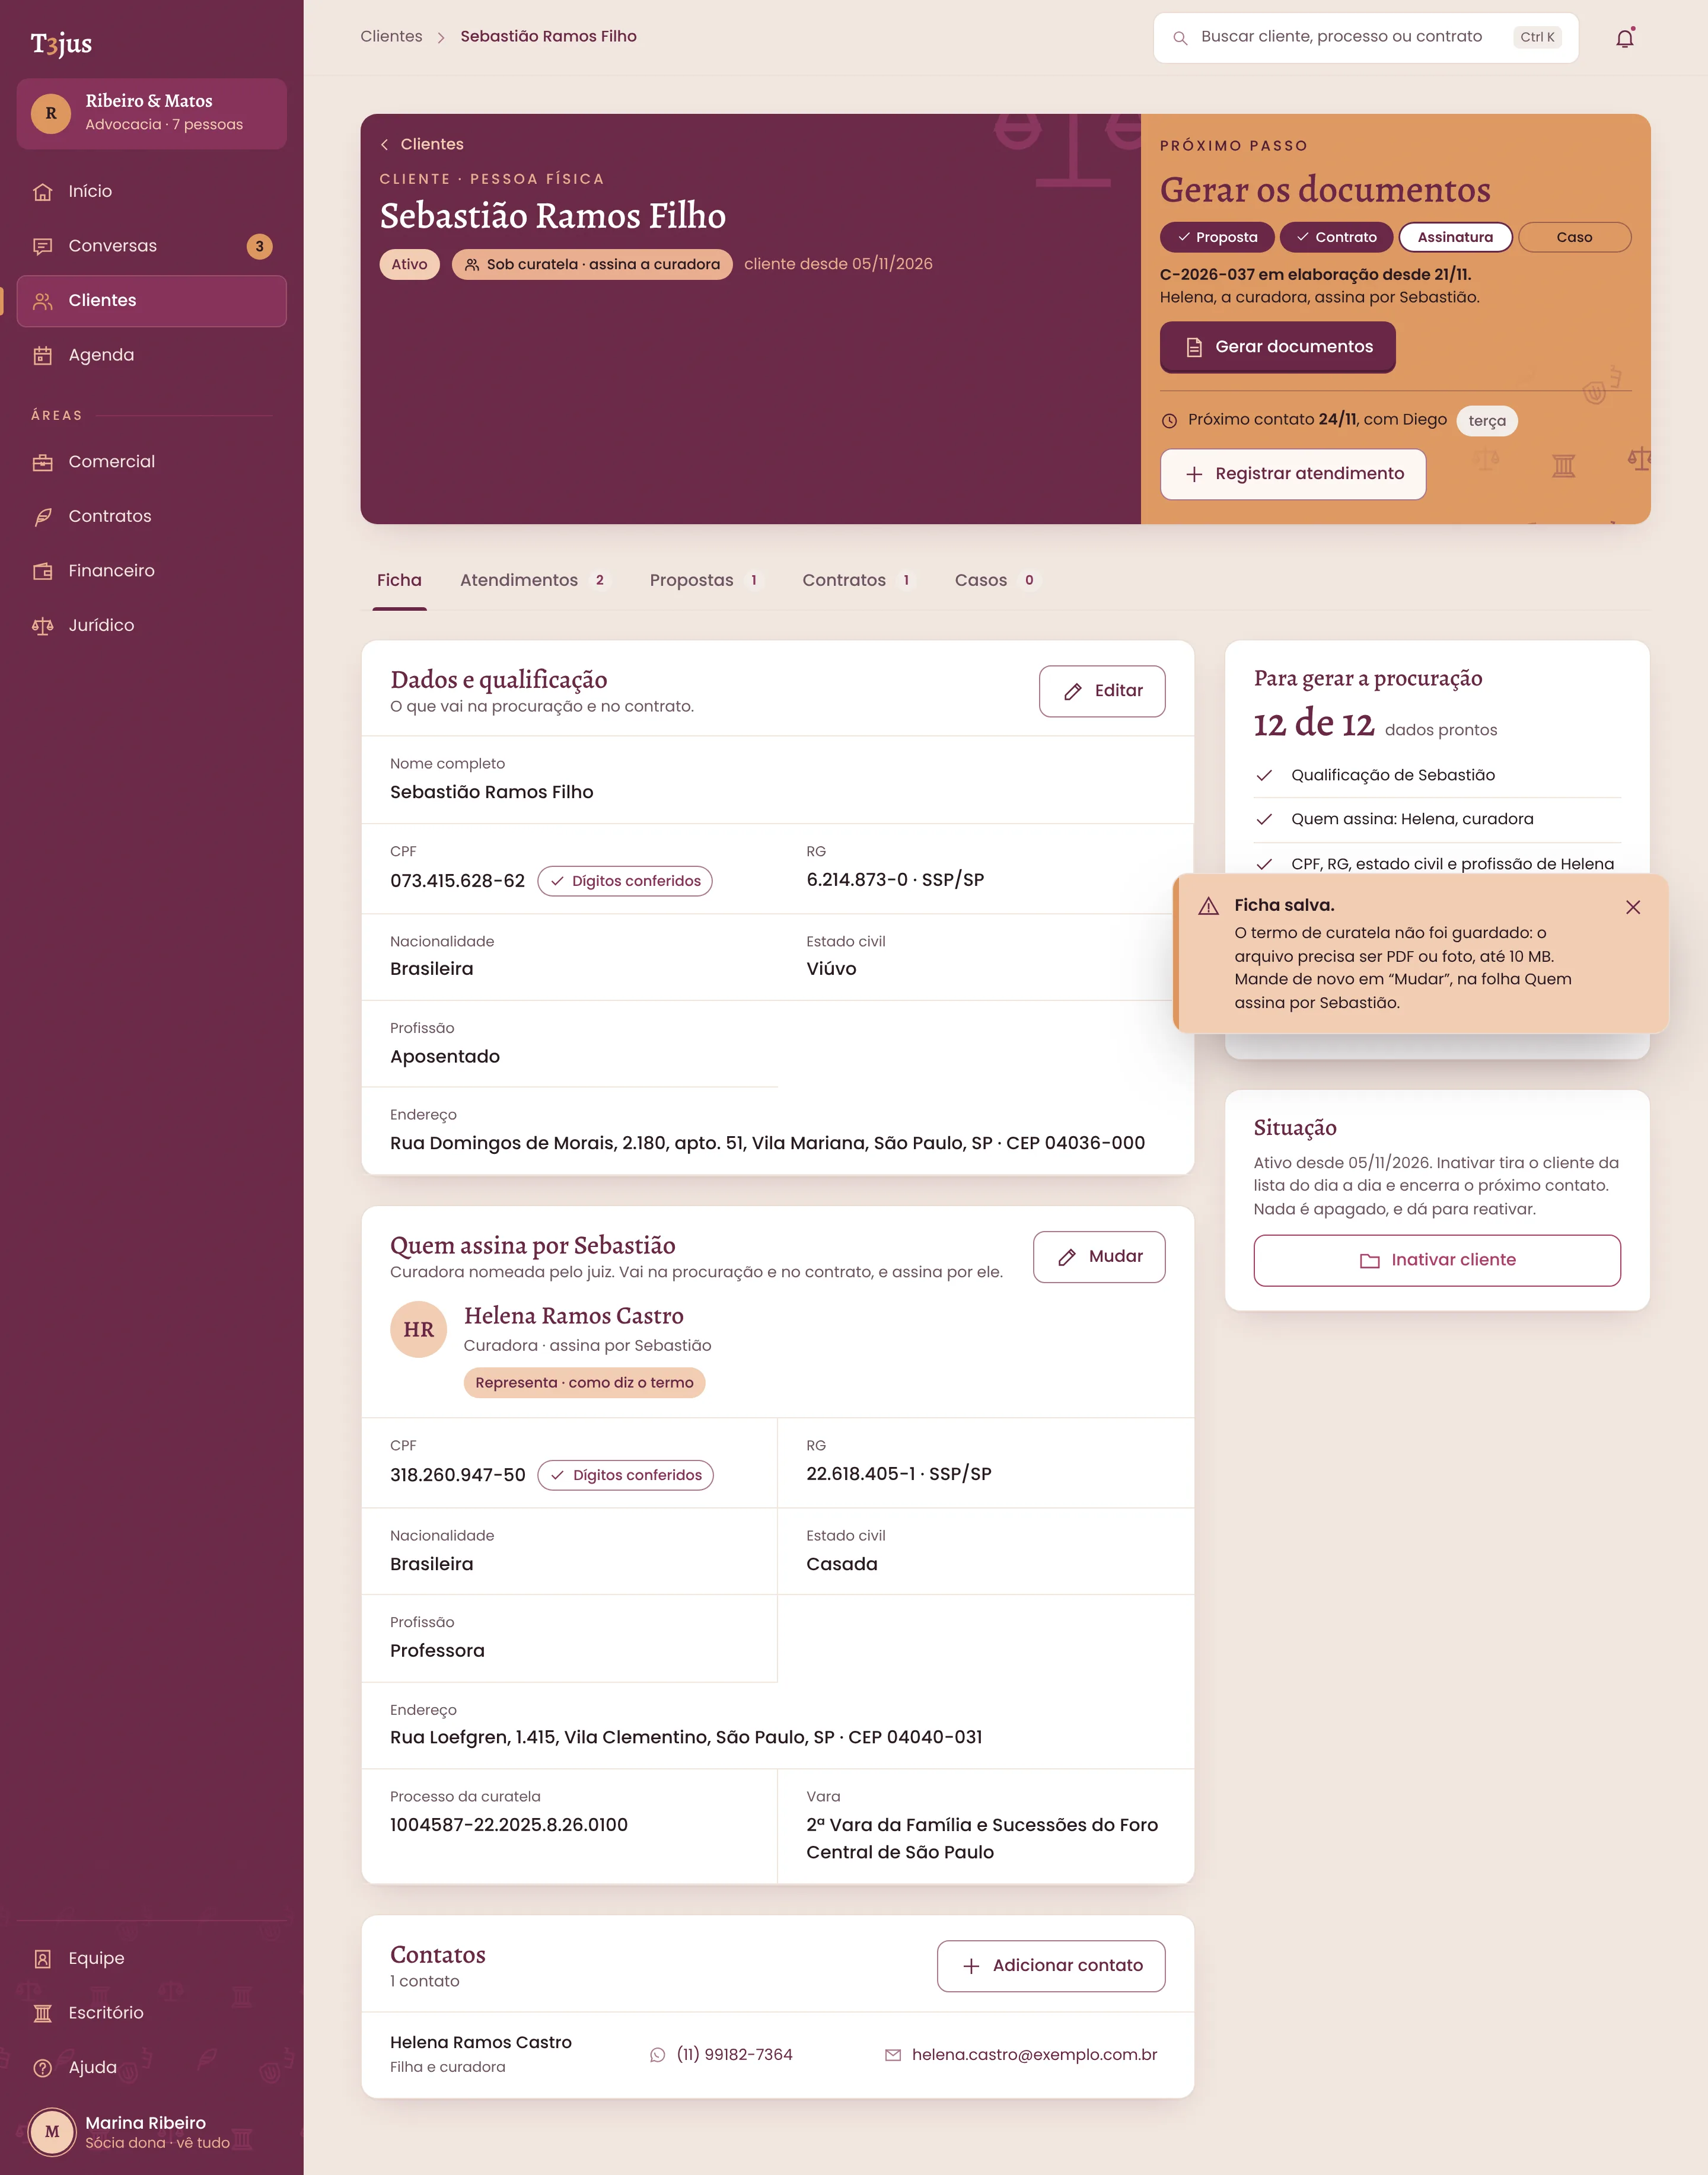 T3jus
R
Ribeiro & Matos
Advocacia · 7 pessoas
Início
Conversas
3
Clientes
Agenda
ÁREAS
Comercial
Contratos
Financeiro
Jurídico
Equipe
Escritório
Ajuda
M
Marina Ribeiro
Sócia dona · vê tudo
Clientes
Sebastião Ramos Filho
Buscar cliente, processo ou contrato
Ctrl K
Clientes
CLIENTE · PESSOA FÍSICA
Sebastião Ramos Filho
Ativo
Sob curatela · assina a curadora
cliente desde 05/11/2026
PRÓXIMO PASSO
Gerar os documentos
Proposta
Contrato
Assinatura
Caso
C-2026-037 em elaboração desde 21/11.
Helena, a curadora, assina por Sebastião.
Gerar documentos
Próximo contato 24/11, com Diego
terça
Registrar atendimento
Ficha
Atendimentos 2
Propostas 1
Contratos 1
Casos 0
Dados e qualificação
O que vai na procuração e no contrato.
Editar
Nome completo
Sebastião Ramos Filho
CPF
073.415.628-62
Dígitos conferidos
RG
6.214.873-0 · SSP/SP
Nacionalidade
Brasileira
Estado civil
Viúvo
Profissão
Aposentado
Endereço
Rua Domingos de Morais, 2.180, apto. 51, Vila Mariana, São Paulo, SP · CEP 04036-000
Quem assina por Sebastião
Curadora nomeada pelo juiz. Vai na procuração e no contrato, e assina por ele.
Mudar
HR
Helena Ramos Castro
Curadora · assina por Sebastião
Representa · como diz o termo
CPF
318.260.947-50
Dígitos conferidos
RG
22.618.405-1 · SSP/SP
Nacionalidade
Brasileira
Estado civil
Casada
Profissão
Professora
Endereço
Rua Loefgren, 1.415, Vila Clementino, São Paulo, SP · CEP 04040-031
Processo da curatela
1004587-22.2025.8.26.0100
Vara
2ª Vara da Família e Sucessões do Foro
Central de São Paulo
Contatos
1 contato
Adicionar contato
Helena Ramos Castro
Filha e curadora
(11) 99182-7364
helena.castro@exemplo.com.br
Para gerar a procuração
12 de 12 dados prontos
Qualificação de Sebastião
Quem assina: Helena, curadora
CPF, RG, estado civil e profissão de Helena
Ficha salva.
O termo de curatela não foi guardado: o
arquivo precisa ser PDF ou foto, até 10 MB.
Mande de novo em “Mudar”, na folha Quem
assina por Sebastião.
Situação
Ativo desde 05/11/2026. Inativar tira o cliente da
lista do dia a dia e encerra o próximo contato.
Nada é apagado, e dá para reativar.
Inativar cliente